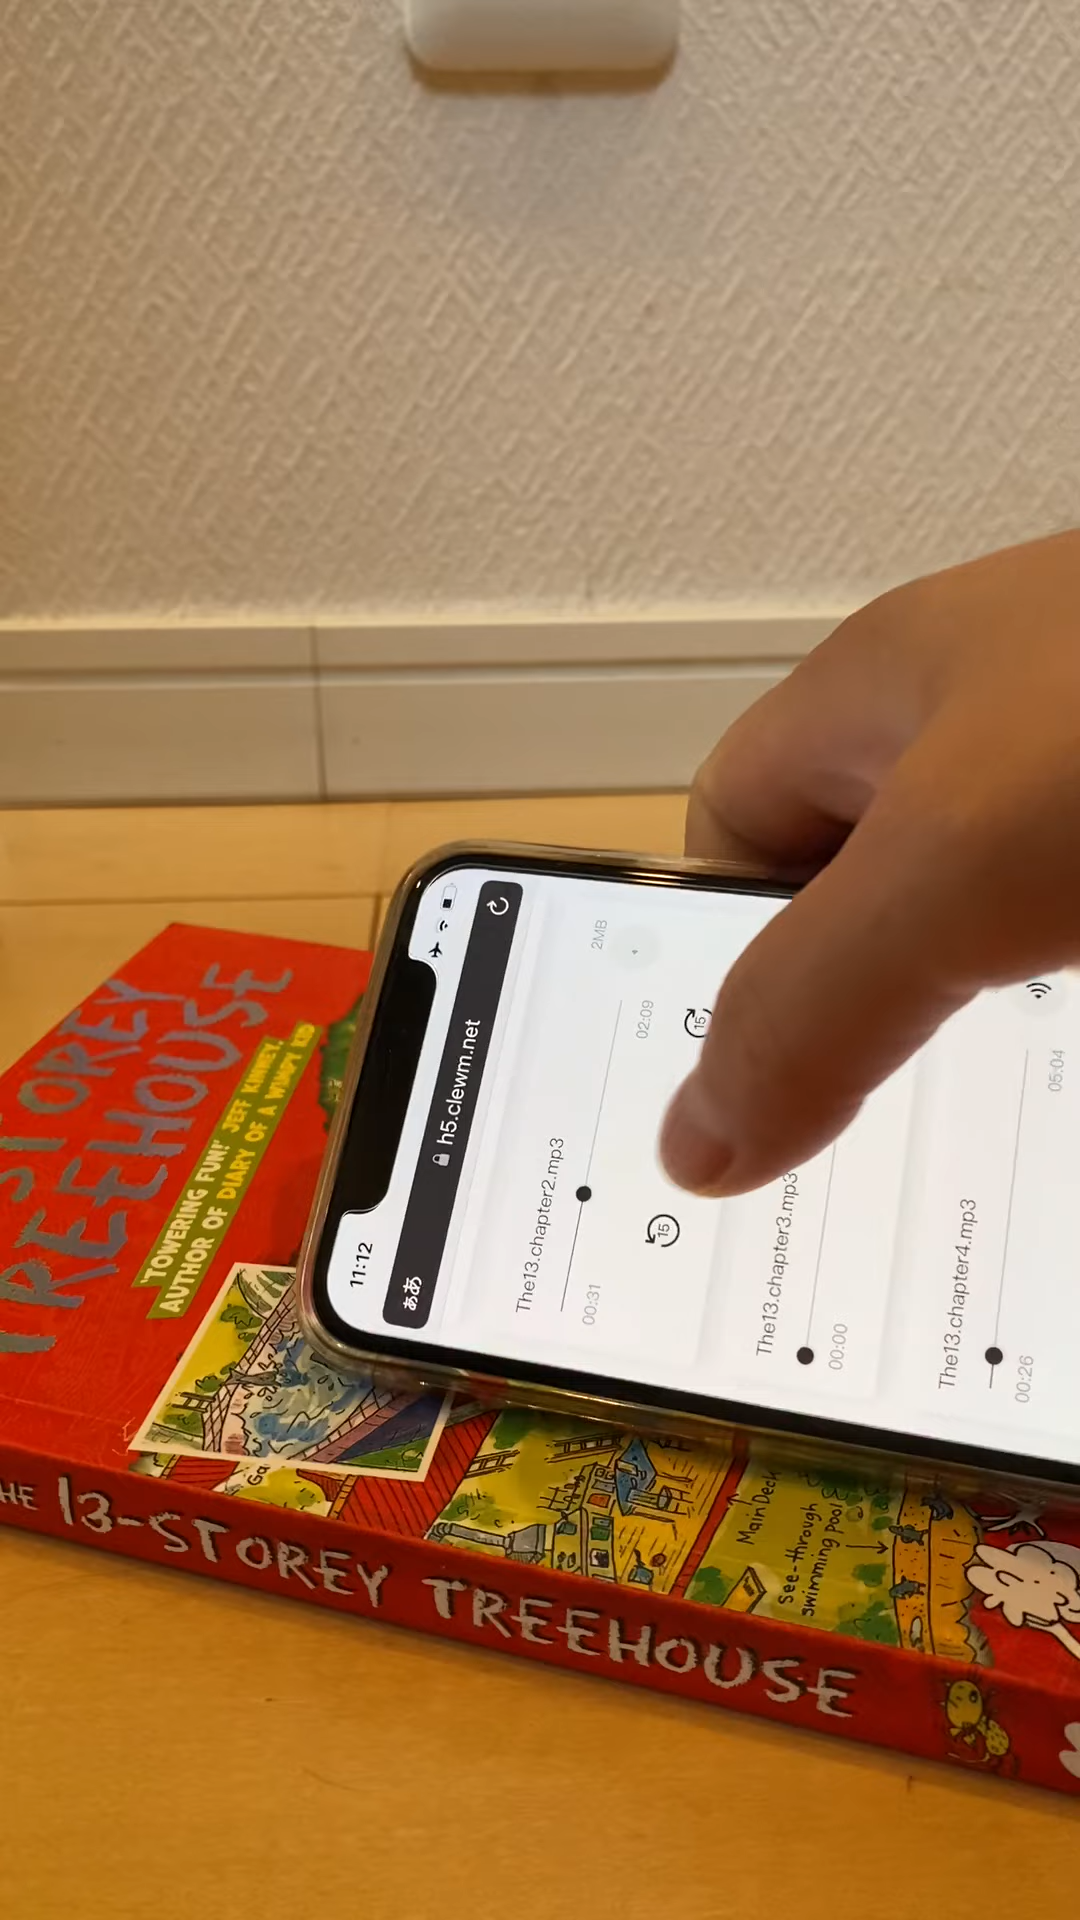 STOREY
TREEHOUSE
'TOWERING FUN!' JEFF KINNEY,
AUTHOR OF DIARY OF A WIMPY KID
11:12
ああ
h5.clewm.net
The13.chapter2.mp3
2MB
00:31
02:09
15
15
The13.chapter3.mp3
00:00
The13.chapter4.mp3
00:26
05:04
Main Deck
See-through
swimming pool
HE 13-STOREY TREEHOUSE